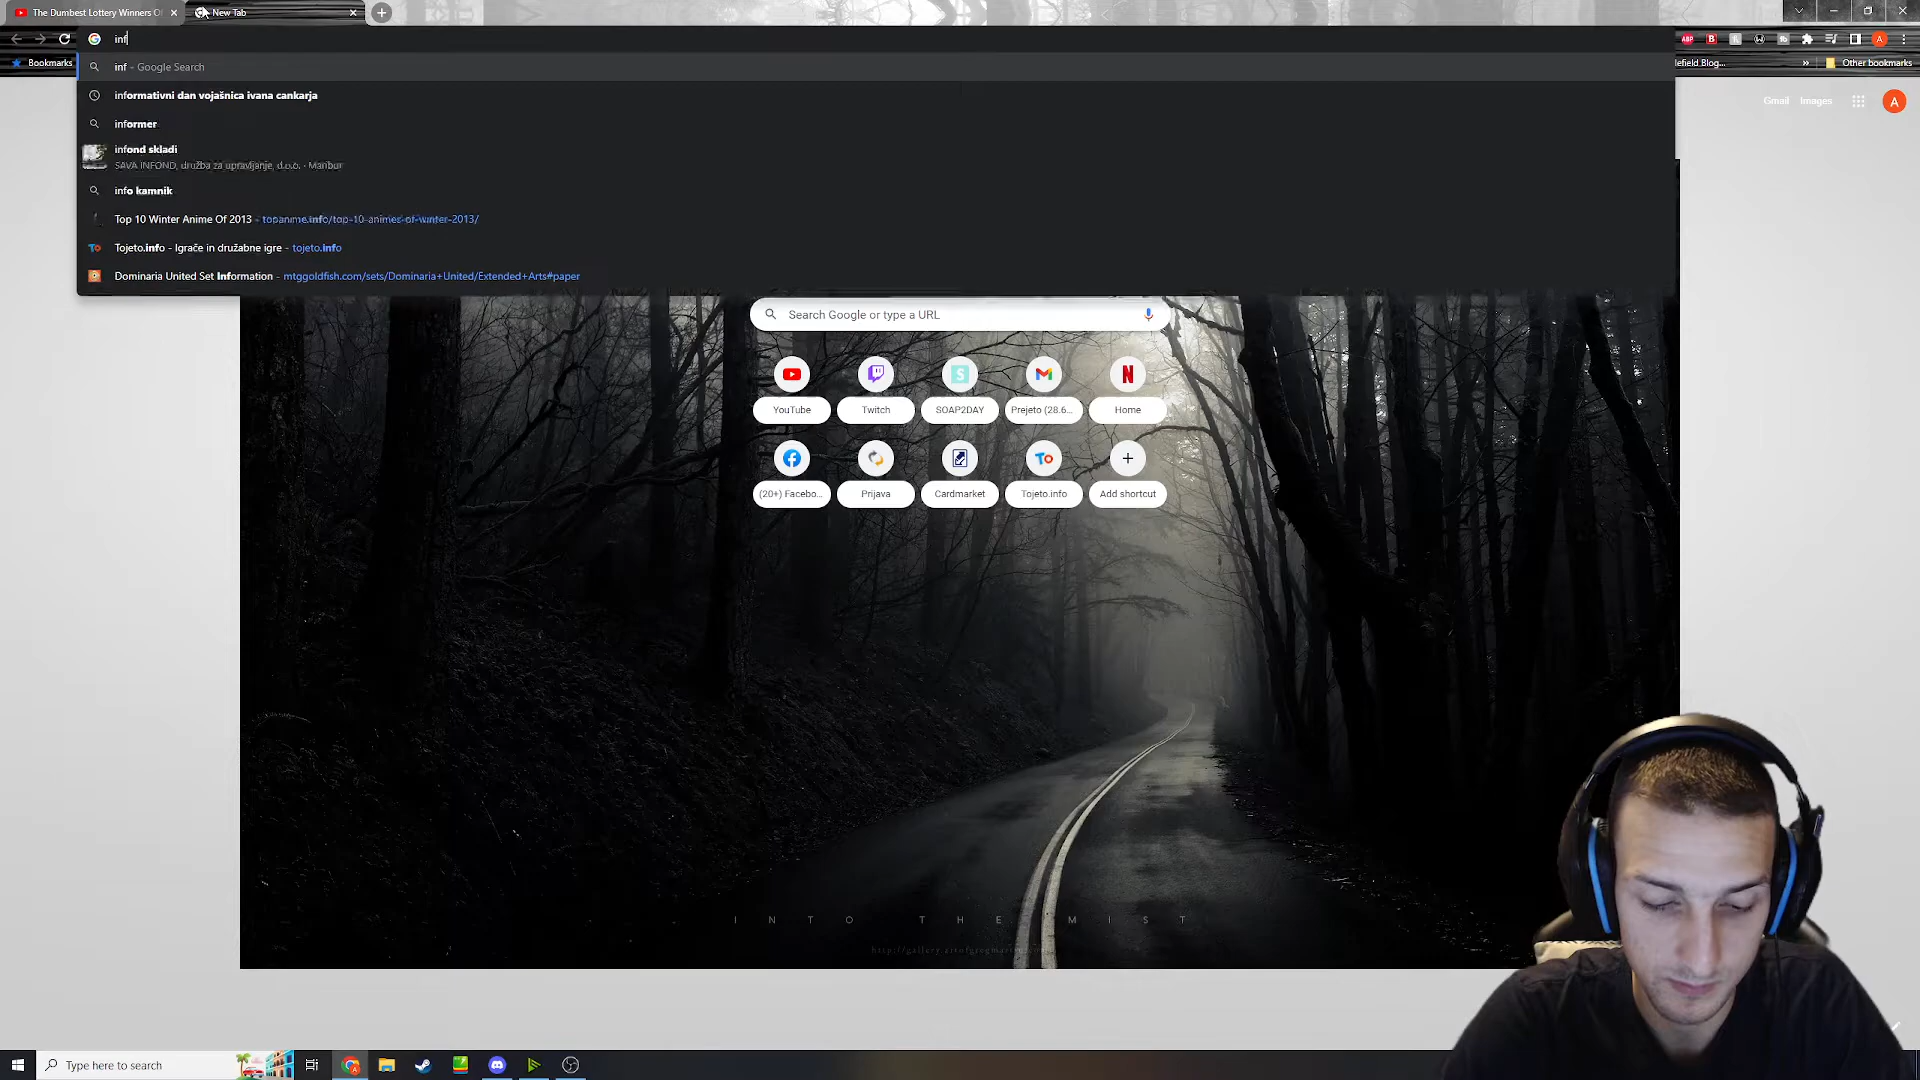 The Dumbest Lottery Winners O
New Tab
inf
Bookmarks
efield Blog...
»
Other bookmarks
inf - Google Search
informativni dan vojašnica ivana cankarja
Gmail
Images
A
informer
infond skladi
SAVA INFOND, družba za upravljanje, d.o.o. - Maribor
info kamnik
Top 10 Winter Anime Of 2013 - topanime.info/top-10-animes-of-winter-2013/
Tojeto.info - Igrače in družabne igre - tojeto.info
Dominaria United Set Information - mtggoldfish.com/sets/Dominaria+United/Extended+Arts#paper
Search Google or type a URL
YouTube
Twitch
SOAP2DAY
Prejeto (28.6...
Home
(20+) Facebo...
Prijava
Cardmarket
Tojeto.info
Add shortcut
INTO THE MIST
Type here to search